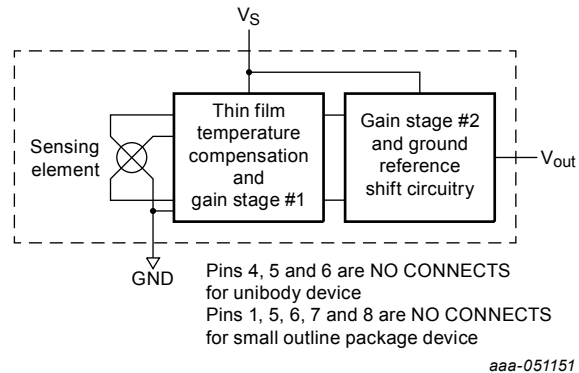 V_S
Sensing
element
Thin film
temperature
compensation
and
gain stage #1
Gain stage #2
and ground
reference
shift circuitry
V_out
GND
Pins 4, 5 and 6 are NO CONNECTS
for unibody device
Pins 1, 5, 6, 7 and 8 are NO CONNECTS
for small outline package device
aaa-051151